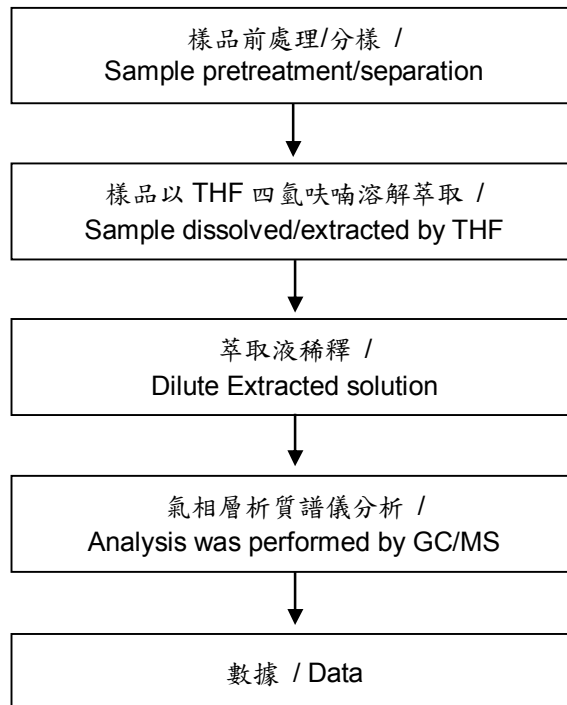 樣品前處理/分樣 /
Sample pretreatment/separation
樣品以 THF 四氫呋喃溶解萃取 /
Sample dissolved/extracted by THF
萃取液稀釋 /
Dilute Extracted solution
氣相層析質譜儀分析 /
Analysis was performed by GC/MS
數據 / Data